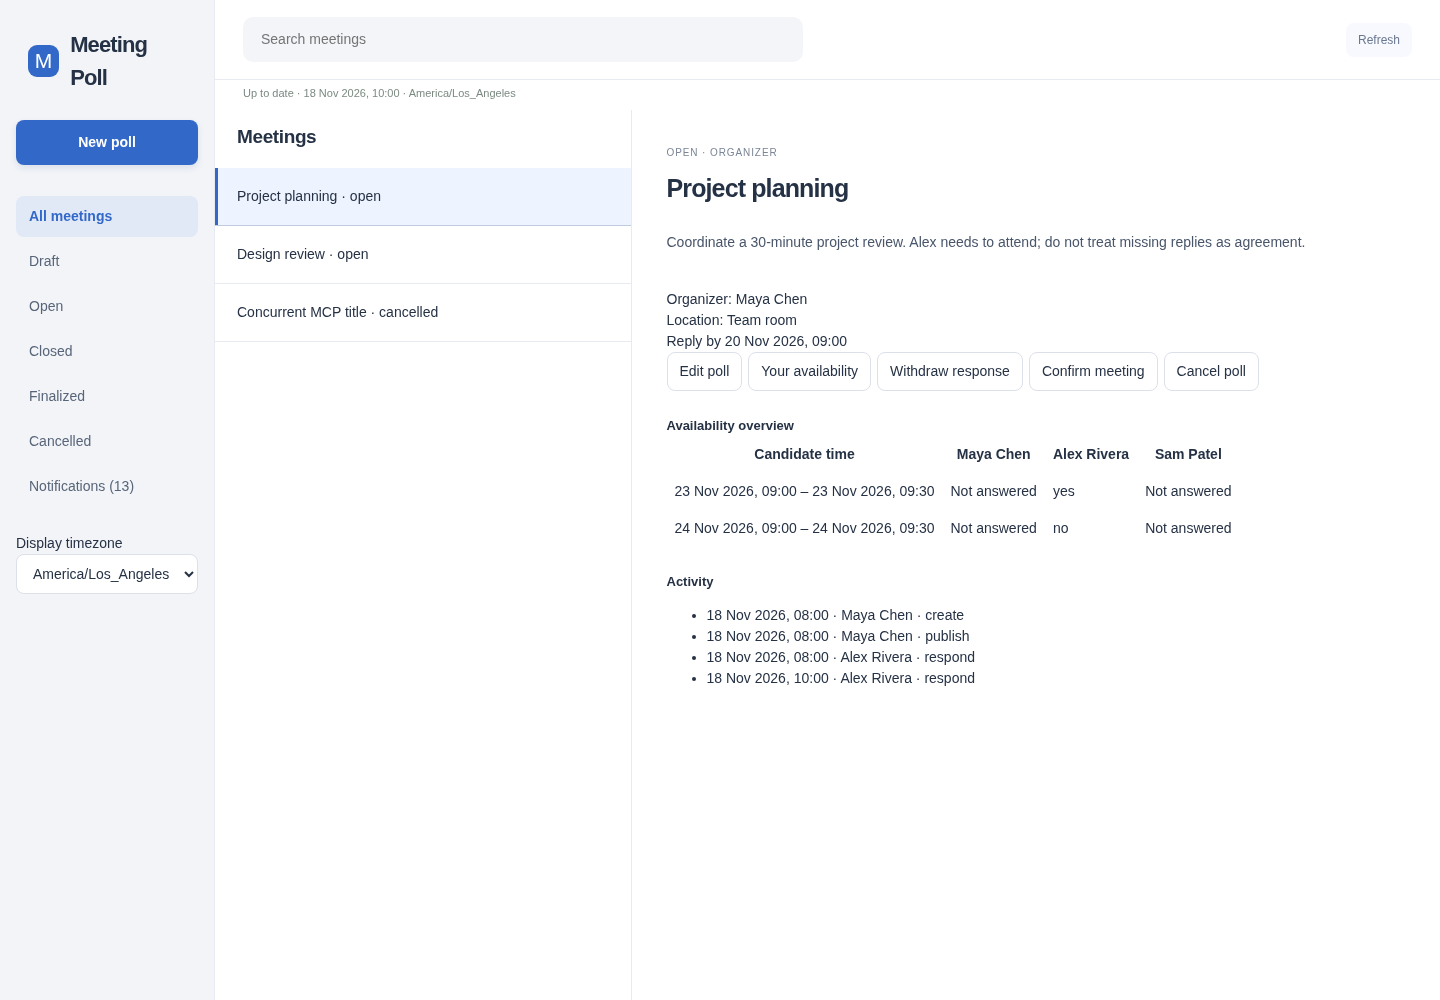 M
Meeting
Poll
New poll
All meetings
Draft
Open
Closed
Finalized
Cancelled
Notifications (13)
Display timezone
America/Los_Angeles
Search meetings
Refresh
Up to date · 18 Nov 2026, 10:00 · America/Los_Angeles
Meetings
Project planning · open
Design review · open
Concurrent MCP title · cancelled
OPEN · ORGANIZER
Project planning
Coordinate a 30-minute project review. Alex needs to attend; do not treat missing replies as agreement.
Organizer: Maya Chen
Location: Team room
Reply by 20 Nov 2026, 09:00
Edit poll Your availability Withdraw response Confirm meeting Cancel poll
Availability overview
Candidate time Maya Chen Alex Rivera Sam Patel
23 Nov 2026, 09:00 – 23 Nov 2026, 09:30 Not answered yes Not answered
24 Nov 2026, 09:00 – 24 Nov 2026, 09:30 Not answered no Not answered
Activity
• 18 Nov 2026, 08:00 · Maya Chen · create
• 18 Nov 2026, 08:00 · Maya Chen · publish
• 18 Nov 2026, 08:00 · Alex Rivera · respond
• 18 Nov 2026, 10:00 · Alex Rivera · respond